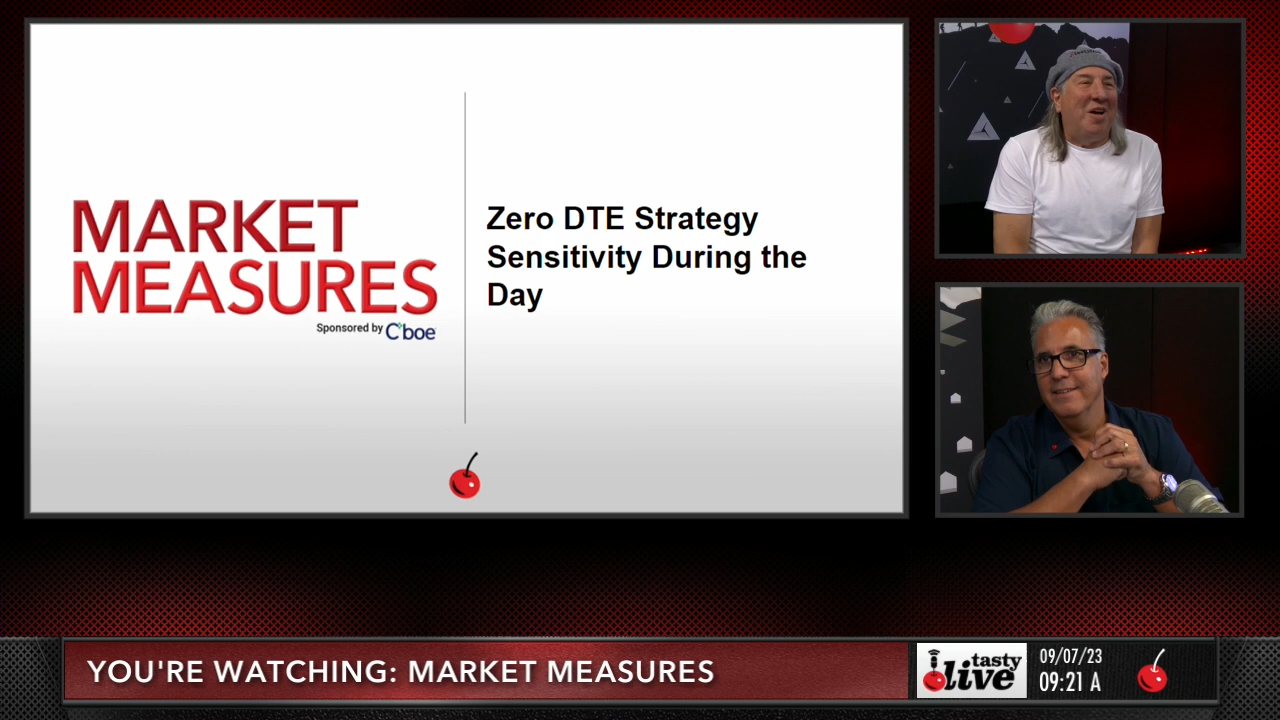 MARKET
MEASURES
Sponsored by Cboe
Zero DTE Strategy
Sensitivity During the
Day
YOU'RE WATCHING: MARKET MEASURES
tasty
live
09/07/23
09:21 A